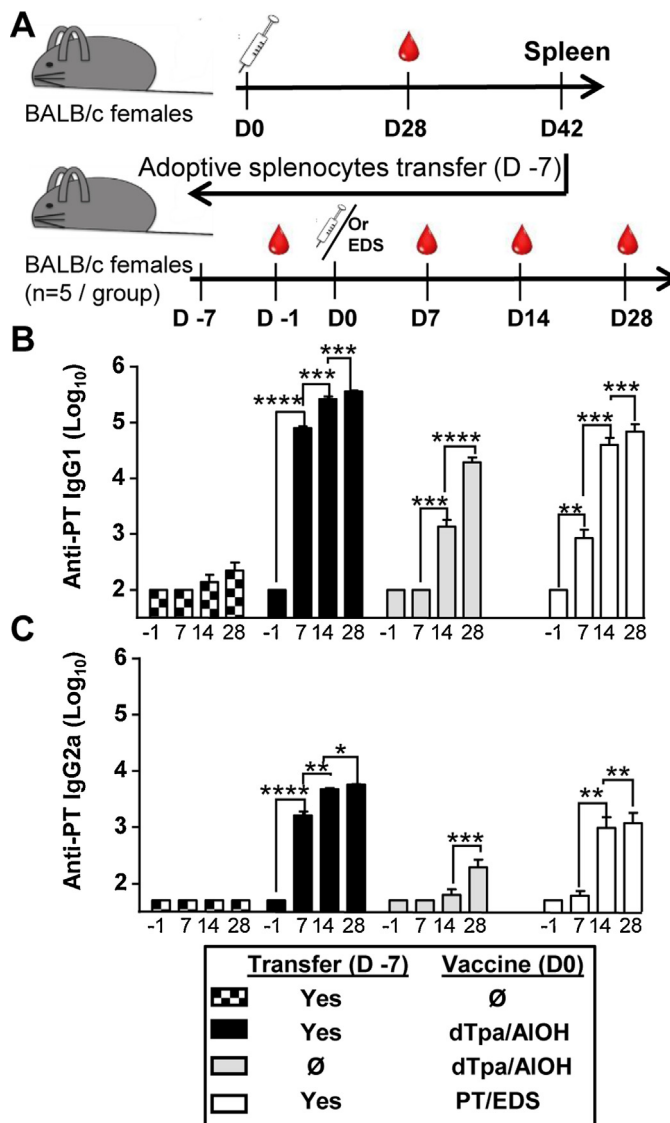 A
Spleen
BALB/c females
D0 D28 D42
Adoptive splenocytes transfer (D -7)
Or
EDS
BALB/c females
(n=5 / group)
D -7 D -1 D0 D7 D14 D28
B
Anti-PT IgG1 (Log10)
6
5
4
3
2
**** *** ***
*** ****
** *** ***
-1 7 14 28 -1 7 14 28 -1 7 14 28 -1 7 14 28
C
Anti-PT IgG2a (Log10)
6
5
4
3
2
**** ** *
***
** **
-1 7 14 28 -1 7 14 28 -1 7 14 28 -1 7 14 28
Transfer (D -7) Vaccine (D0)
Yes Ø
Yes dTpa/AlOH
Ø dTpa/AlOH
Yes PT/EDS